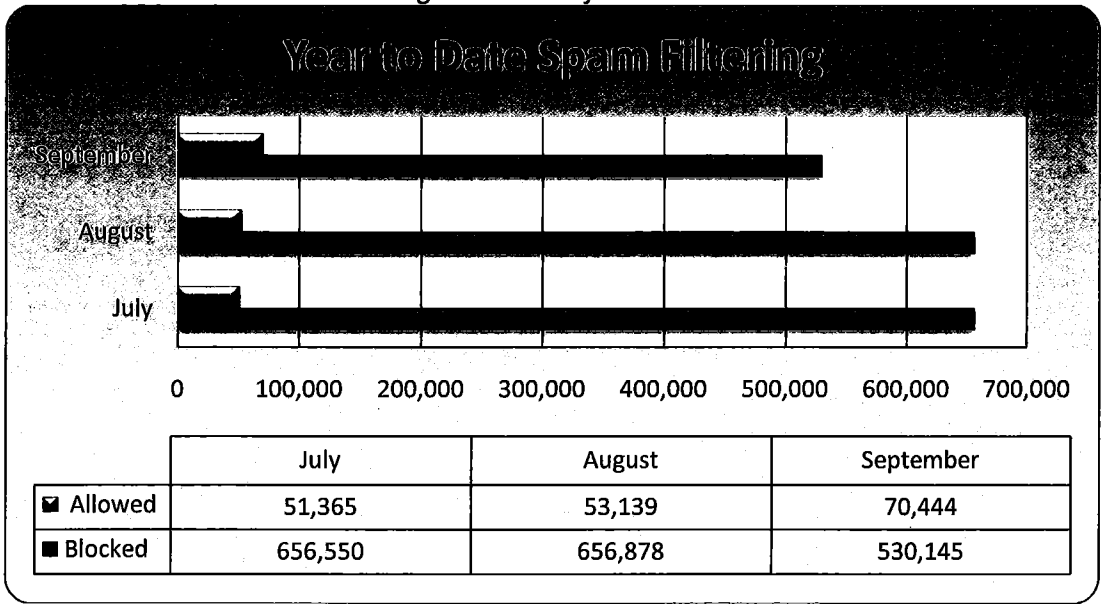 Year to Date Spam Filtering
September
August
July
0 100,000 200,000 300,000 400,000 500,000 600,000 700,000
July August September
Allowed 51,365 53,139 70,444
Blocked 656,550 656,878 530,145